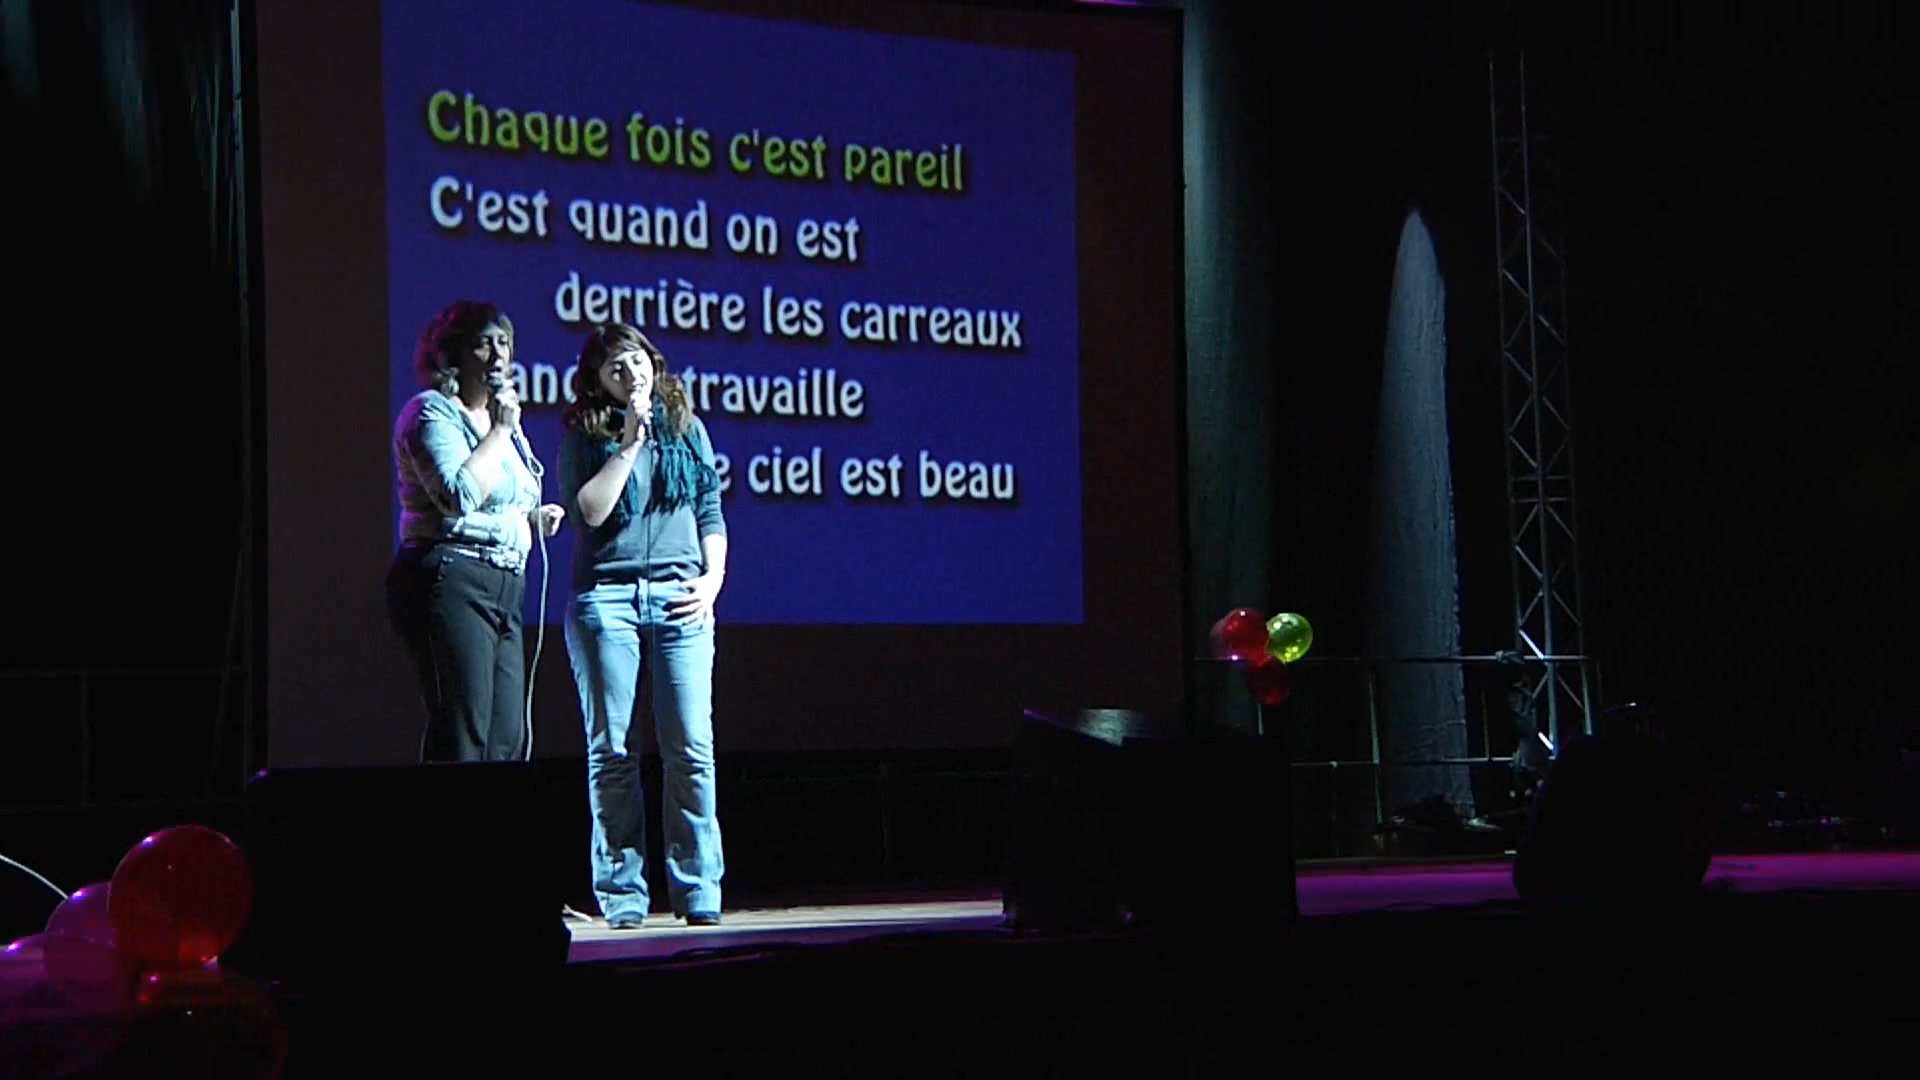 Chaque fois c'est pareil
C'est quand on est
derrière les carreaux
travaille
ciel est beau